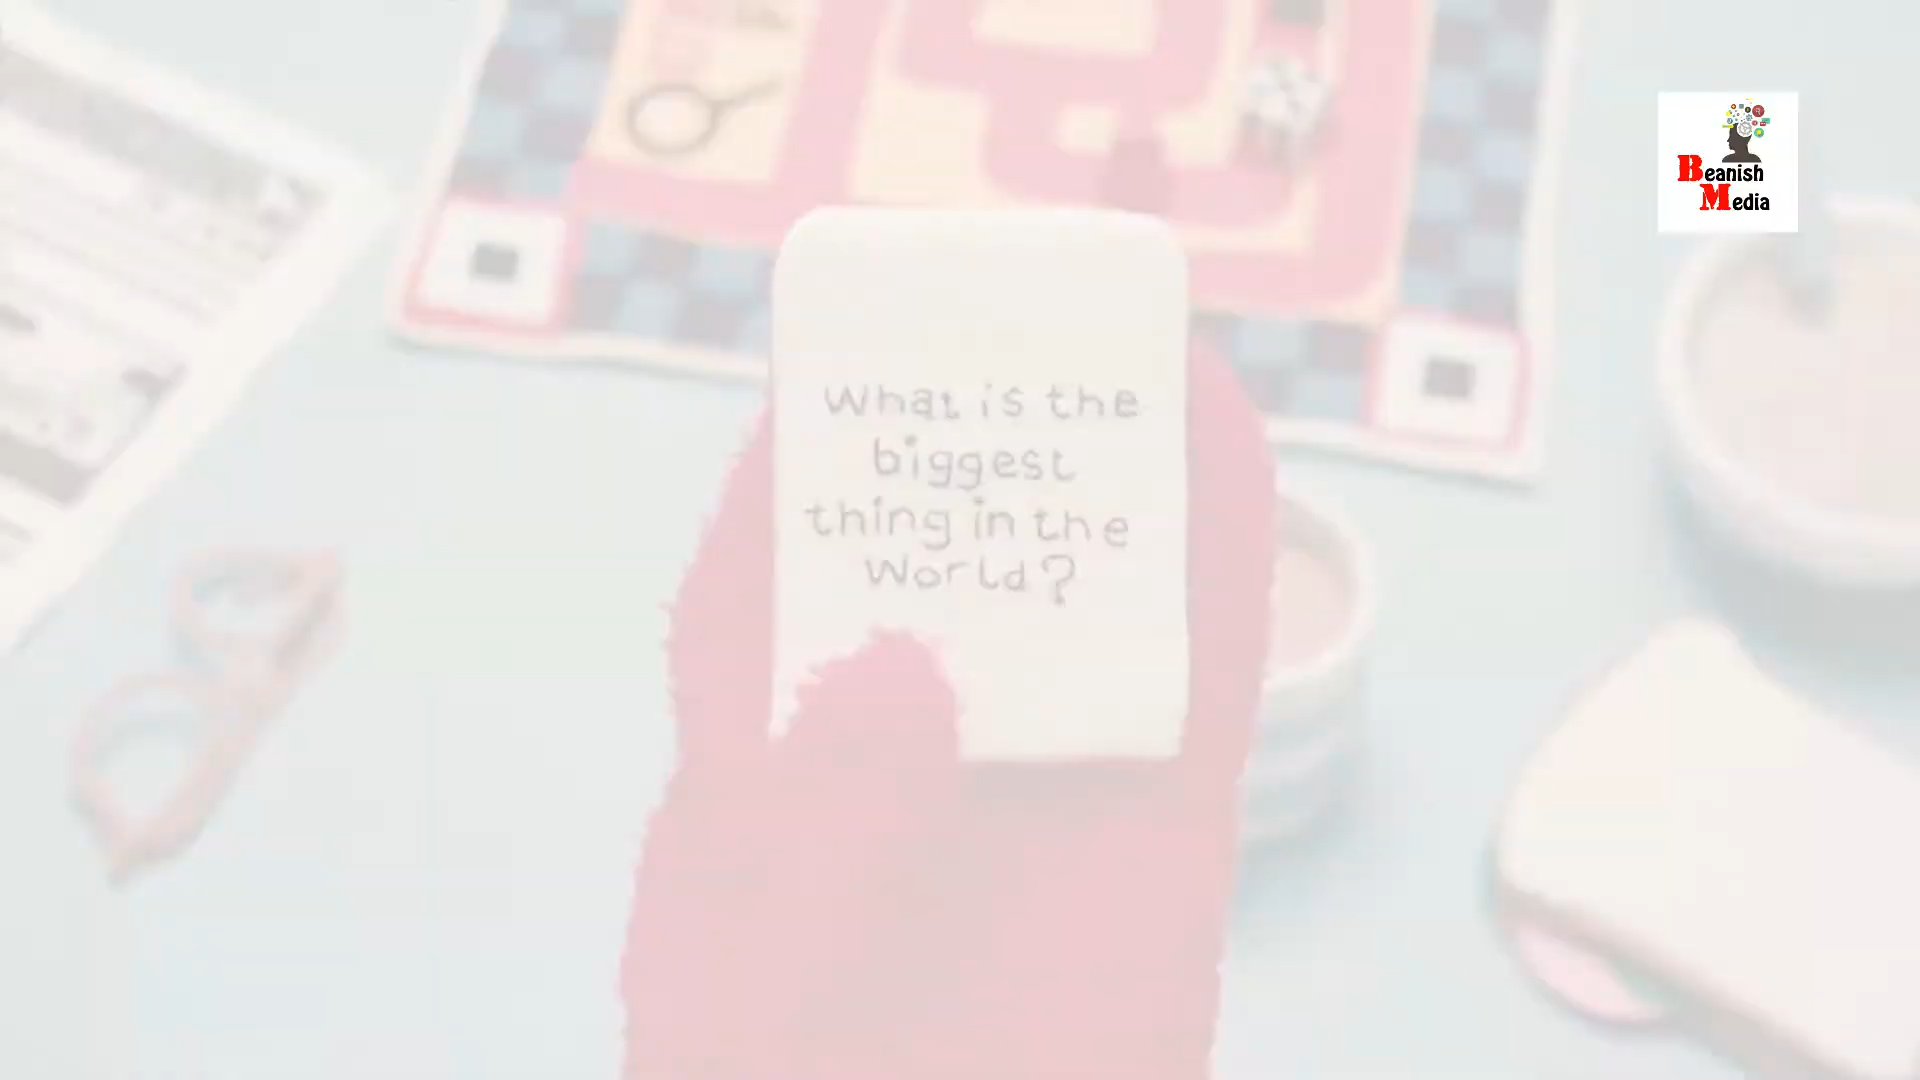 What is the
biggest
thing in the
World?
Beanish
Media